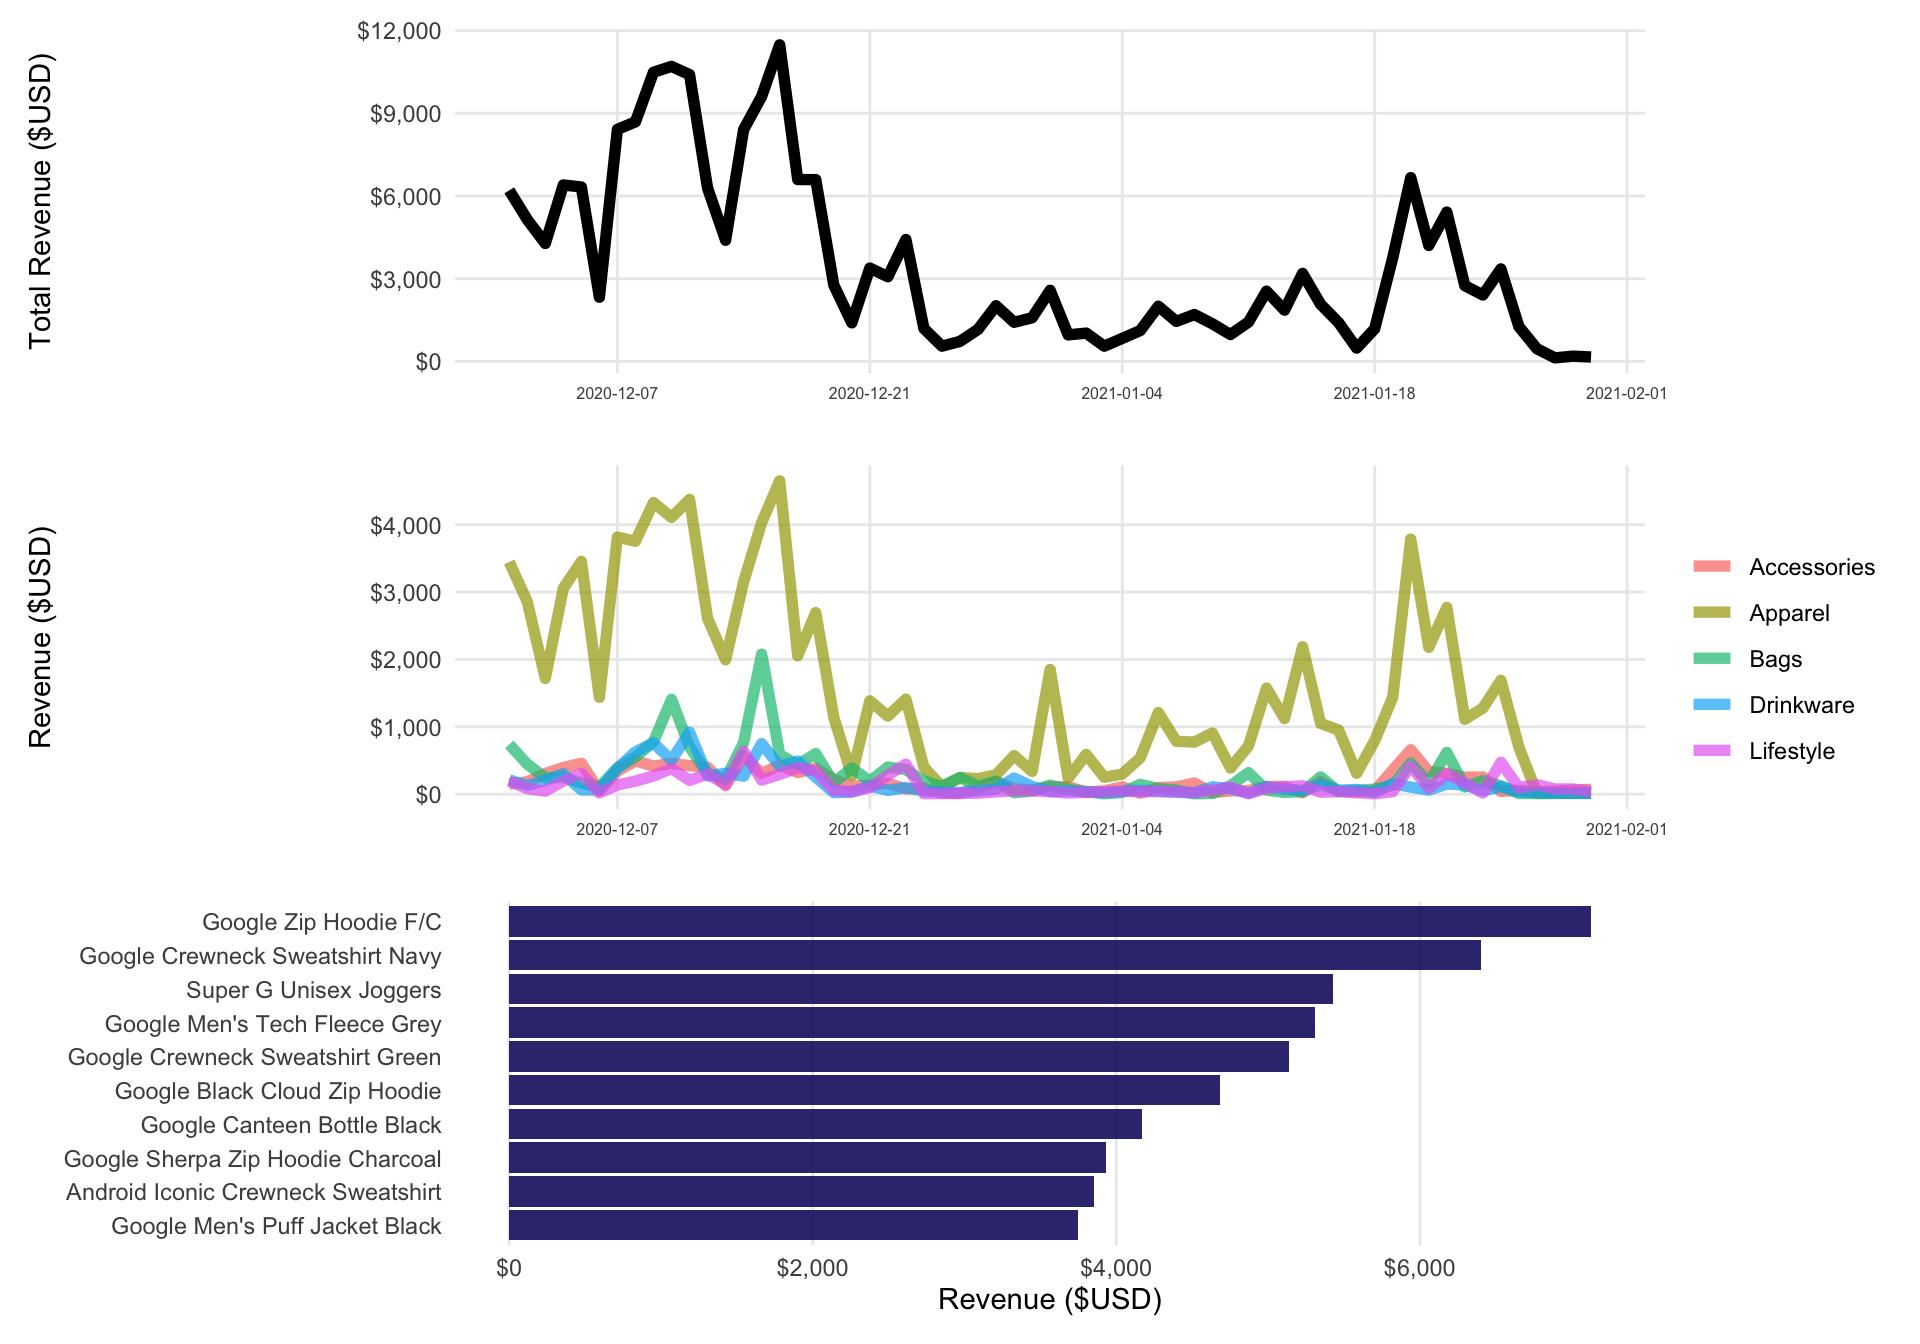 Total Revenue ($USD)
$12,000
$9,000
$6,000
$3,000
$0
2020-12-07
2020-12-21
2021-01-04
2021-01-18
2021-02-01
Revenue ($USD)
$4,000
$3,000
$2,000
$1,000
$0
2020-12-07
2020-12-21
2021-01-04
2021-01-18
2021-02-01
Accessories
Apparel
Bags
Drinkware
Lifestyle
Google Zip Hoodie F/C
Google Crewneck Sweatshirt Navy
Super G Unisex Joggers
Google Men's Tech Fleece Grey
Google Crewneck Sweatshirt Green
Google Black Cloud Zip Hoodie
Google Canteen Bottle Black
Google Sherpa Zip Hoodie Charcoal
Android Iconic Crewneck Sweatshirt
Google Men's Puff Jacket Black
$0
$2,000
$4,000
$6,000
Revenue ($USD)